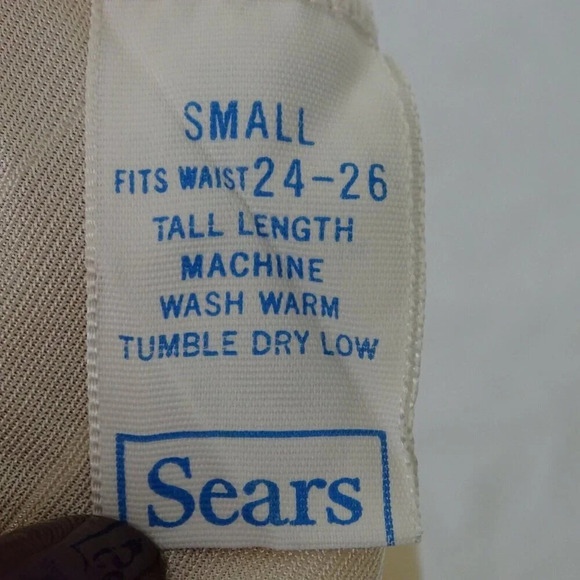 SMALL
FITS WAIST 24-26
TALL LENGTH
MACHINE
WASH WARM
TUMBLE DRY LOW
Sears